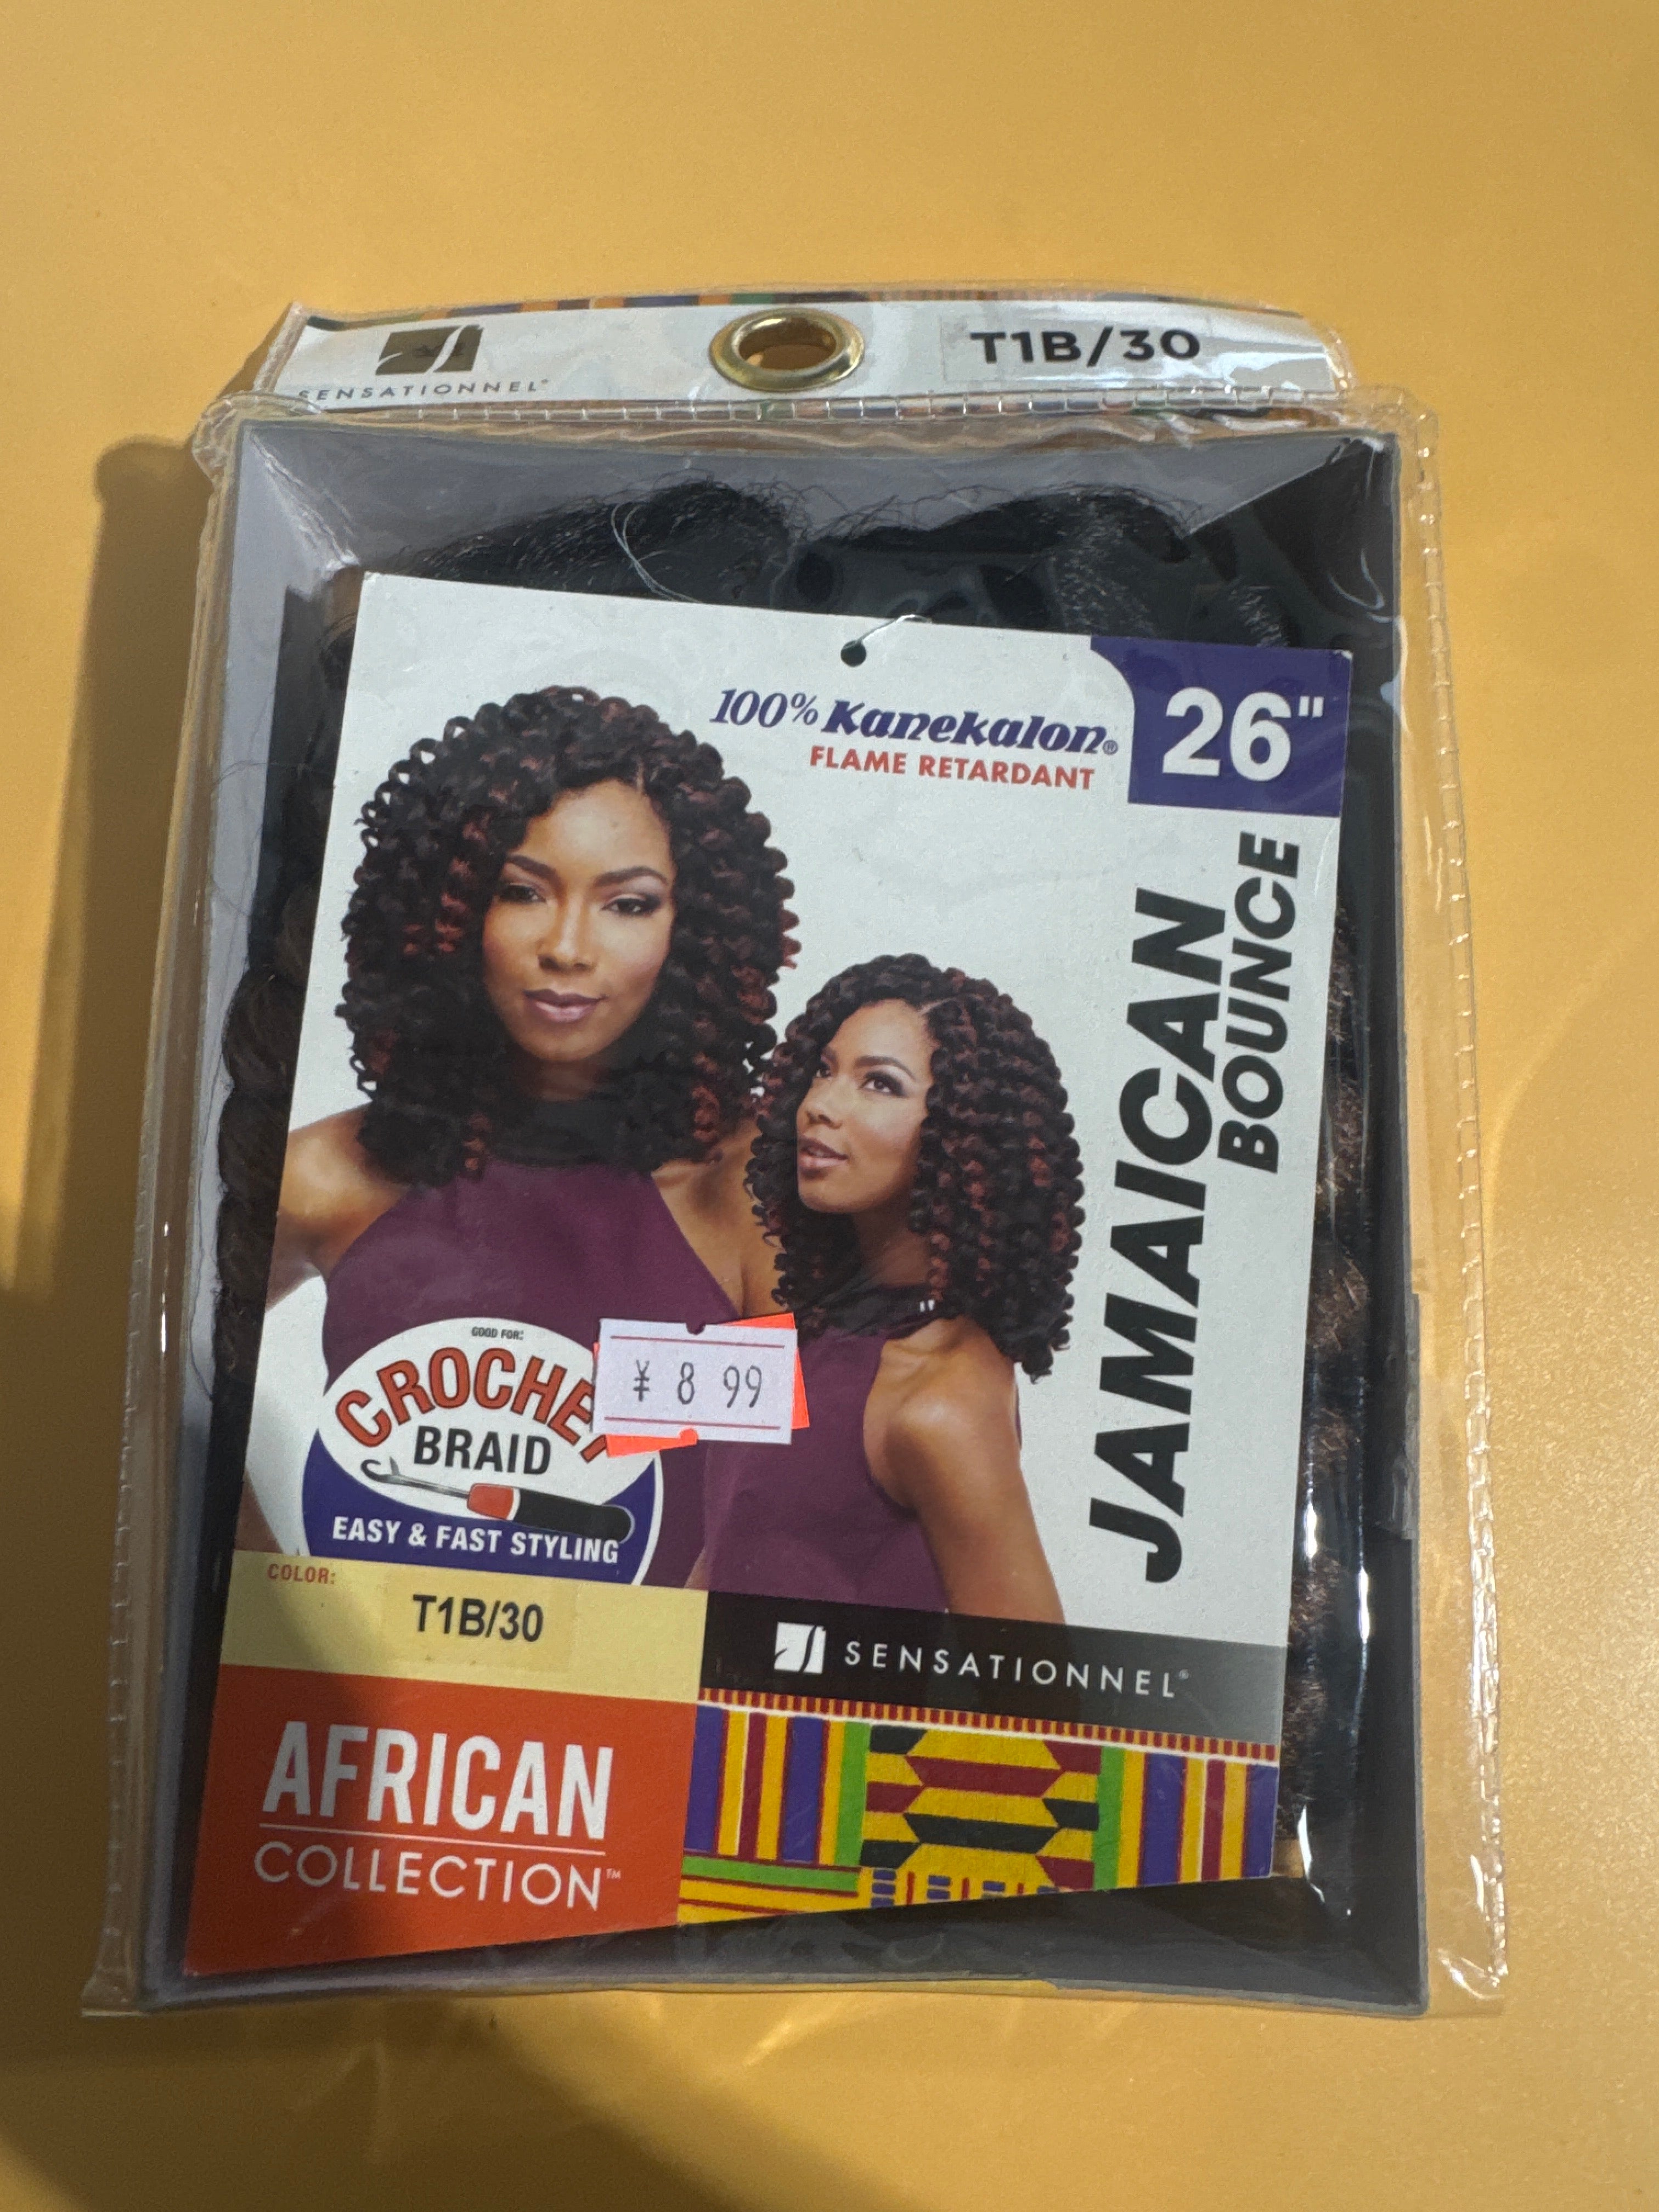 SENSATIONNEL®
T1B/30
100% Kanekalon®
FLAME RETARDANT
26"
JAMAICAN
BOUNCE
GOOD FOR:
CROCHET
BRAID
EASY & FAST STYLING
¥ 8 99
COLOR:
T1B/30
SENSATIONNEL®
AFRICAN
COLLECTION™